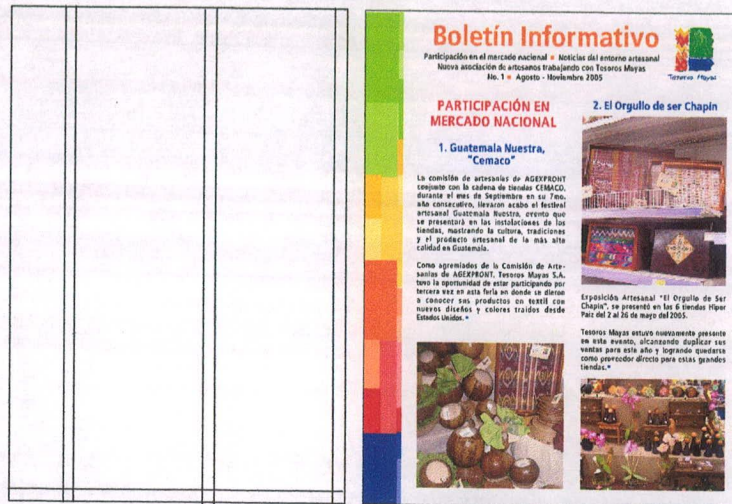 Boletín Informativo
Participación en el mercado nacional ■ Noticias del entorno artesanal
Nueva asociación de artesanos trabajando con Tesoros Mayas
No. 1 ■ Agosto - Noviembre 2005
Tesoros Mayas
PARTICIPACIÓN EN
MERCADO NACIONAL
1. Guatemala Nuestra,
"Cemaco"
La comisión de artesanías de AGEXPRONT
conjunto con la cadena de tiendas CEMACO,
durante el mes de Septiembre en su 7mo.
año consecutivo, llevaron acabo el festival
artesanal Guatemala Nuestra, evento que
se presentará en las instalaciones de las
tiendas, mostrando la cultura, tradiciones
y el producto artesanal de la más alta
calidad en Guatemala.
Como agremiados de la Comisión de Arte-
sanías de AGEXPRONT, Tesoros Mayas S.A.
tuvo la oportunidad de estar participando por
tercera vez en esta feria en donde se dieron
a conocer sus productos en textil con
nuevos diseños y colores traídos desde
Estados Unidos.
2. El Orgullo de ser Chapín
Exposición Artesanal "El Orgullo de Ser
Chapín", se presentó en las 6 tiendas Hiper
Paiz del 2 al 26 de mayo del 2005.
Tesoros Mayas estuvo nuevamente presente
en este evento, alcanzando duplicar sus
ventas para este año y logrando quedarse
como proveedor directo para estas grandes
tiendas.